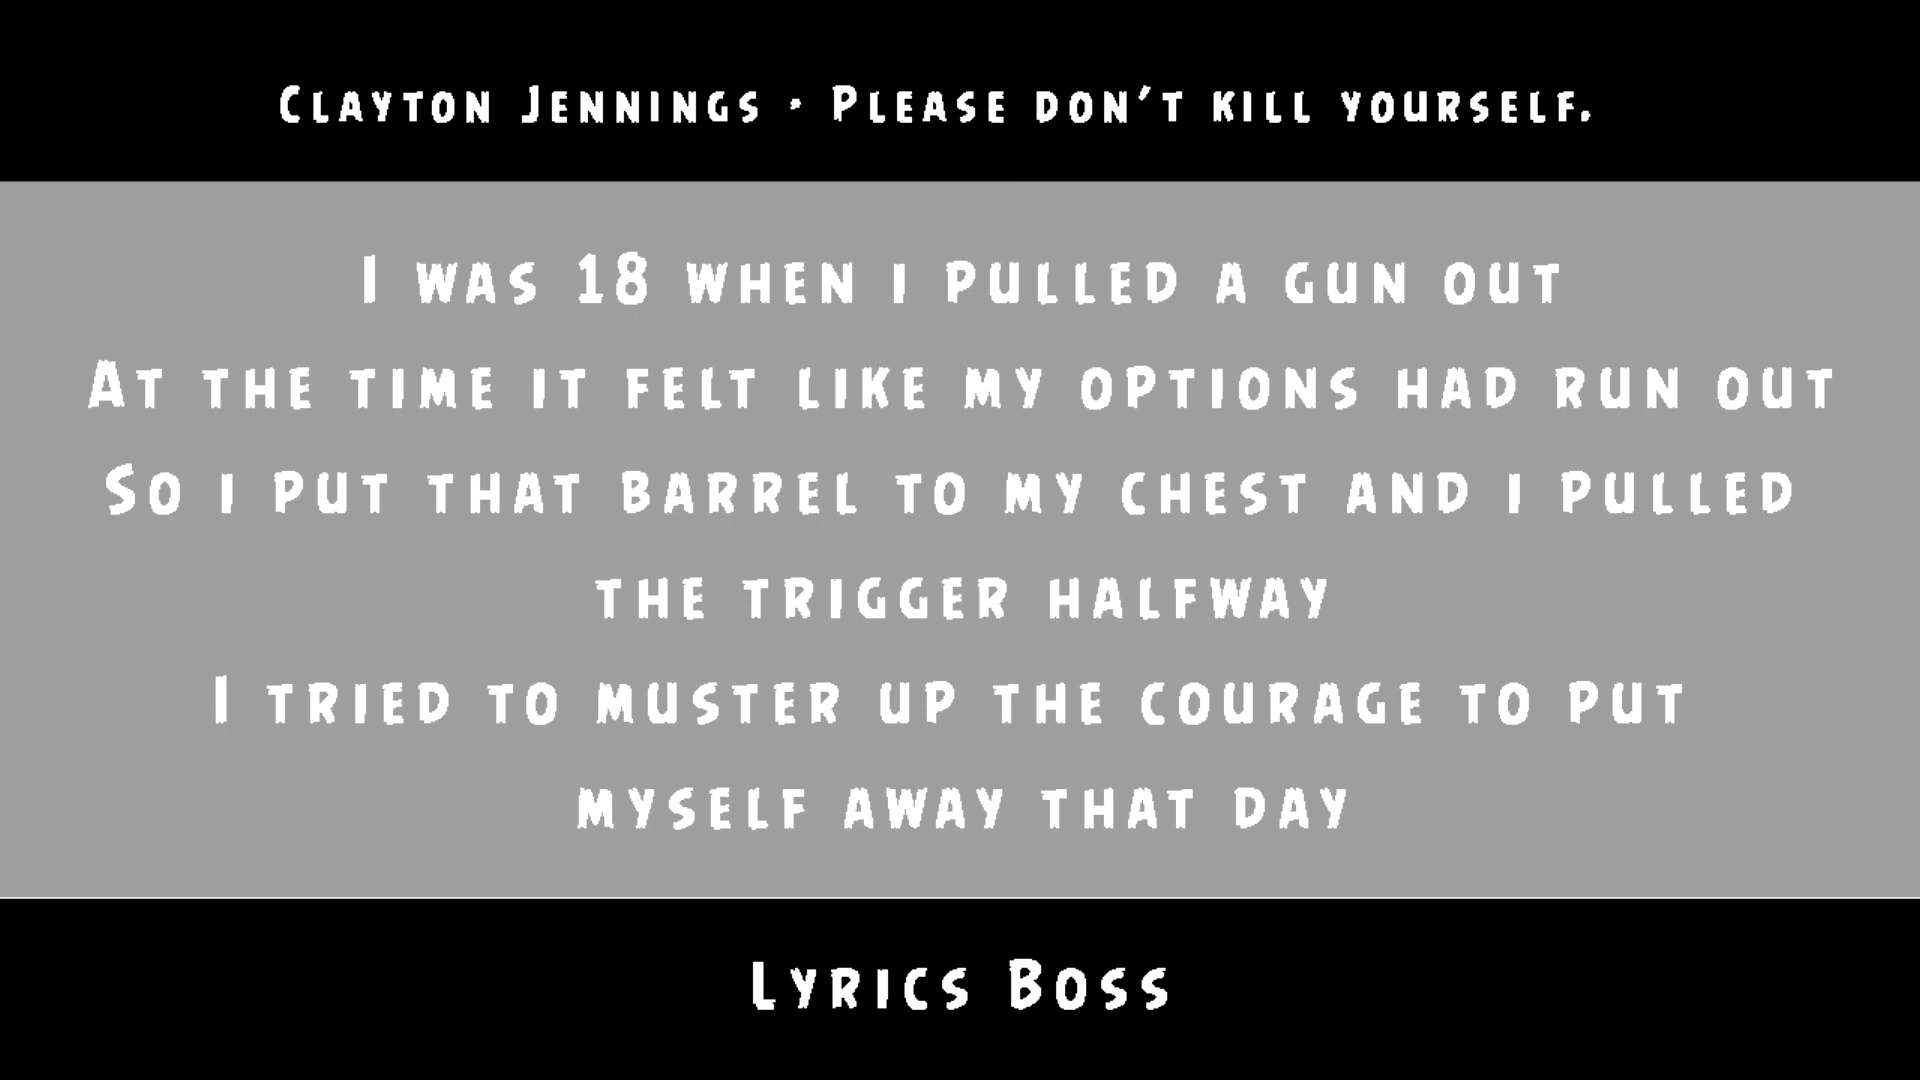 Clayton Jennings · Please don't kill yourself.
I was 18 when i pulled a gun out
At the time it felt like my options had run out
So i put that barrel to my chest and i pulled
the trigger halfway
I tried to muster up the courage to put
myself away that day
Lyrics Boss